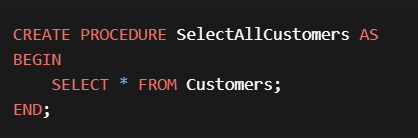 CREATE PROCEDURE SelectAllCustomers AS
BEGIN
    SELECT * FROM Customers;
END;